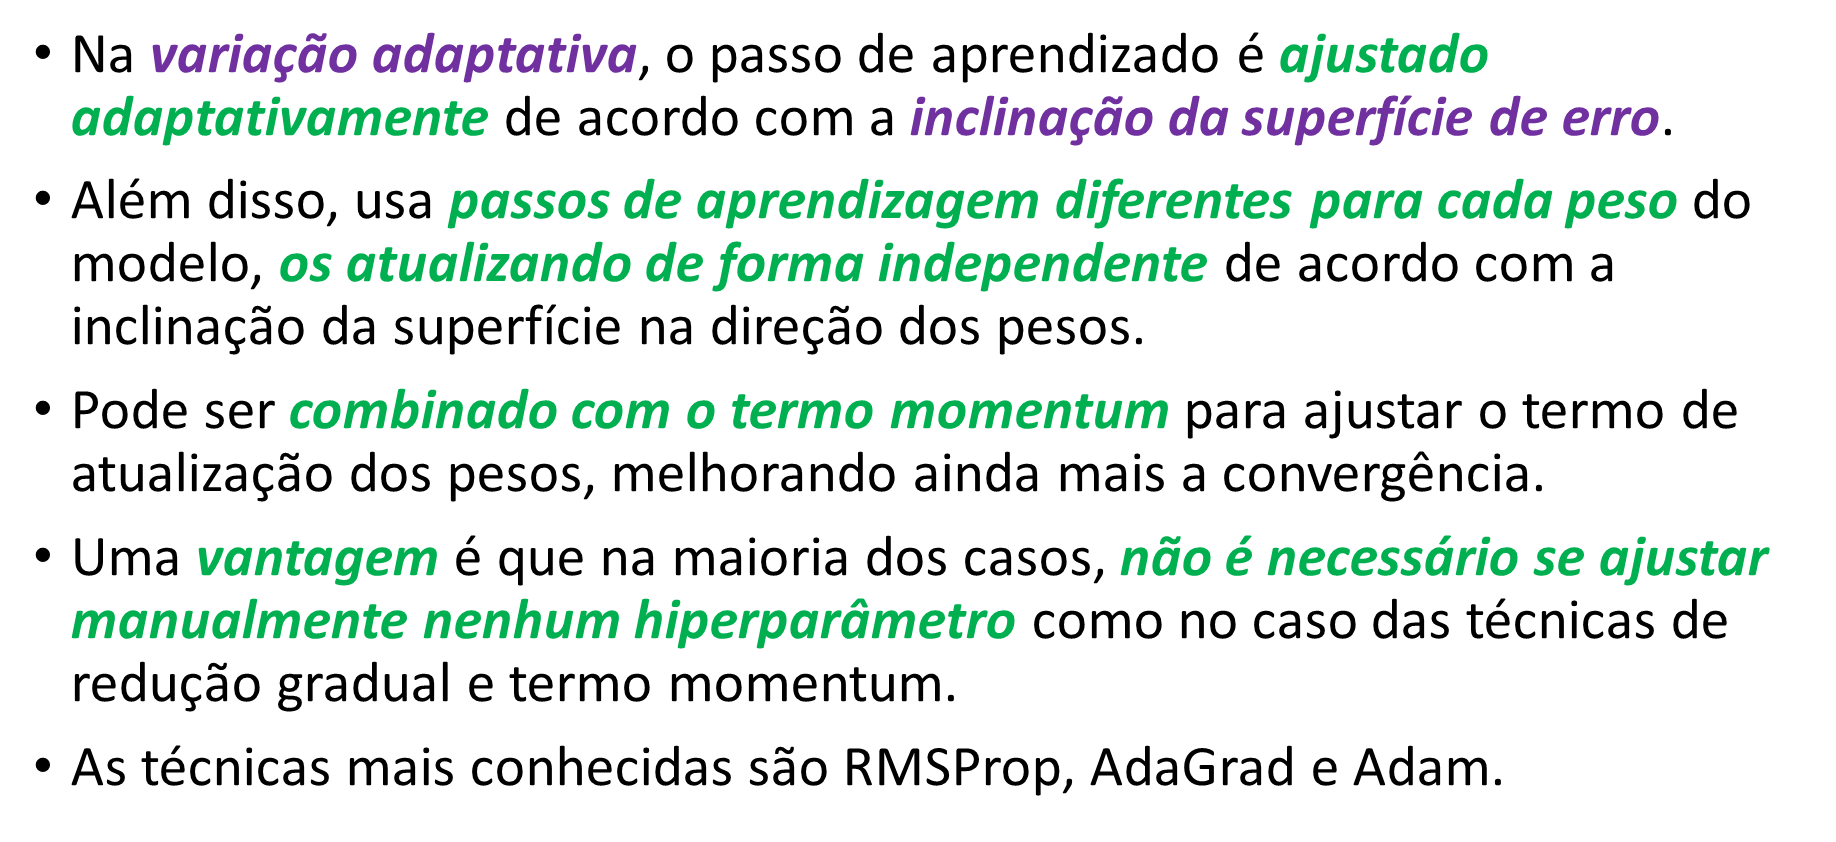 • Na variação adaptativa, o passo de aprendizado é ajustado
adaptativamente de acordo com a inclinação da superfície de erro.
• Além disso, usa passos de aprendizagem diferentes para cada peso do
modelo, os atualizando de forma independente de acordo com a
inclinação da superfície na direção dos pesos.
• Pode ser combinado com o termo momentum para ajustar o termo de
atualização dos pesos, melhorando ainda mais a convergência.
• Uma vantagem é que na maioria dos casos, não é necessário se ajustar
manualmente nenhum hiperparâmetro como no caso das técnicas de
redução gradual e termo momentum.
• As técnicas mais conhecidas são RMSProp, AdaGrad e Adam.